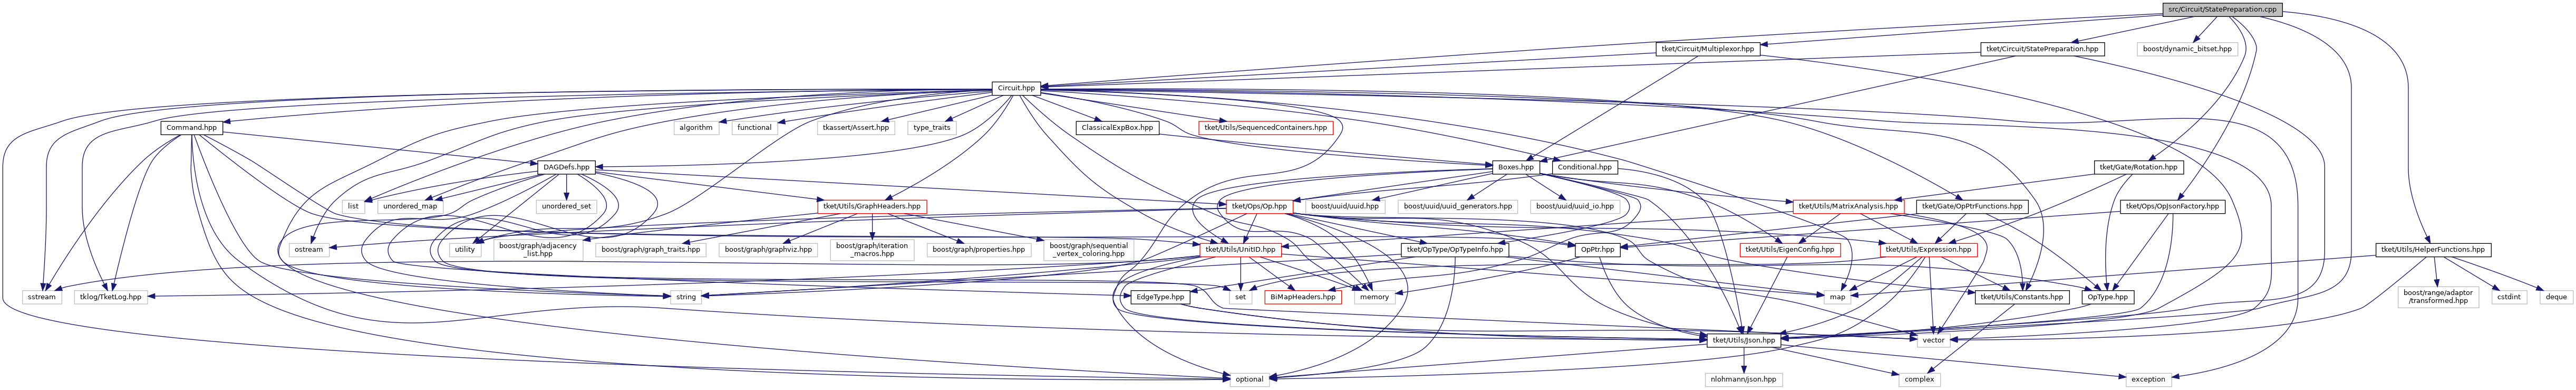 src/Circuit/StatePreparation.cpp
tket/Circuit/Multiplexor.hpp
tket/Circuit/StatePreparation.hpp
boost/dynamic_bitset.hpp
Circuit.hpp
Command.hpp
algorithm
functional
tkassert/Assert.hpp
type_traits
ClassicalExpBox.hpp
tket/Utils/SequencedContainers.hpp
DAGDefs.hpp
Boxes.hpp
Conditional.hpp
tket/Gate/Rotation.hpp
list
unordered_map
unordered_set
tket/Utils/GraphHeaders.hpp
tket/Ops/Op.hpp
boost/uuid/uuid.hpp
boost/uuid/uuid_generators.hpp
boost/uuid/uuid_io.hpp
tket/Utils/MatrixAnalysis.hpp
tket/Gate/OpPtrFunctions.hpp
tket/Ops/OpJsonFactory.hpp
ostream
utility
boost/graph/adjacency
_list.hpp
boost/graph/graph_traits.hpp
boost/graph/graphviz.hpp
boost/graph/iteration
_macros.hpp
boost/graph/properties.hpp
boost/graph/sequential
_vertex_coloring.hpp
tket/Utils/UnitID.hpp
tket/OpType/OpTypeInfo.hpp
OpPtr.hpp
tket/Utils/EigenConfig.hpp
tket/Utils/Expression.hpp
tket/Utils/HelperFunctions.hpp
sstream
tklog/TketLog.hpp
string
EdgeType.hpp
set
BiMapHeaders.hpp
memory
map
tket/Utils/Constants.hpp
OpType.hpp
boost/range/adaptor
/transformed.hpp
cstdint
deque
tket/Utils/Json.hpp
vector
optional
nlohmann/json.hpp
complex
exception